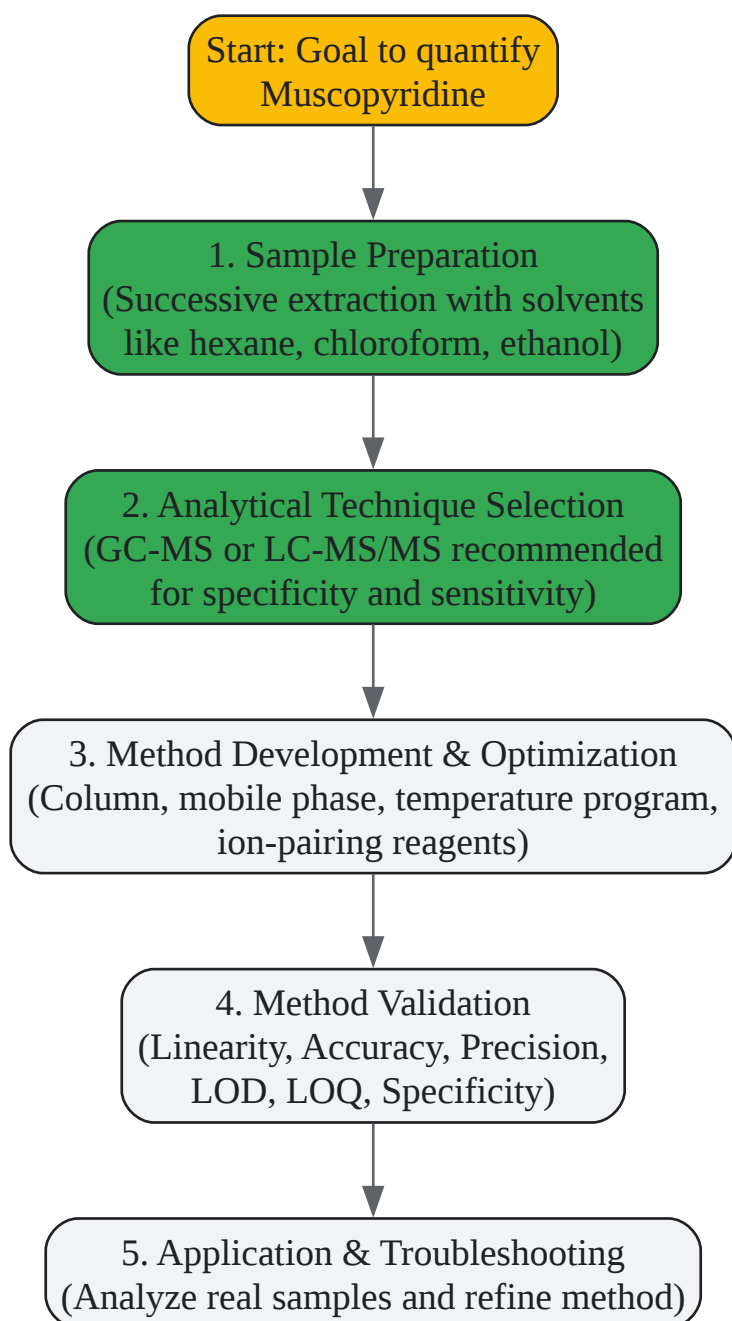 Start: Goal to quantify
Muscopyridine
1. Sample Preparation
(Successive extraction with solvents
like hexane, chloroform, ethanol)
2. Analytical Technique Selection
(GC-MS or LC-MS/MS recommended
for specificity and sensitivity)
3. Method Development & Optimization
(Column, mobile phase, temperature program,
ion-pairing reagents)
4. Method Validation
(Linearity, Accuracy, Precision,
LOD, LOQ, Specificity)
5. Application & Troubleshooting
(Analyze real samples and refine method)